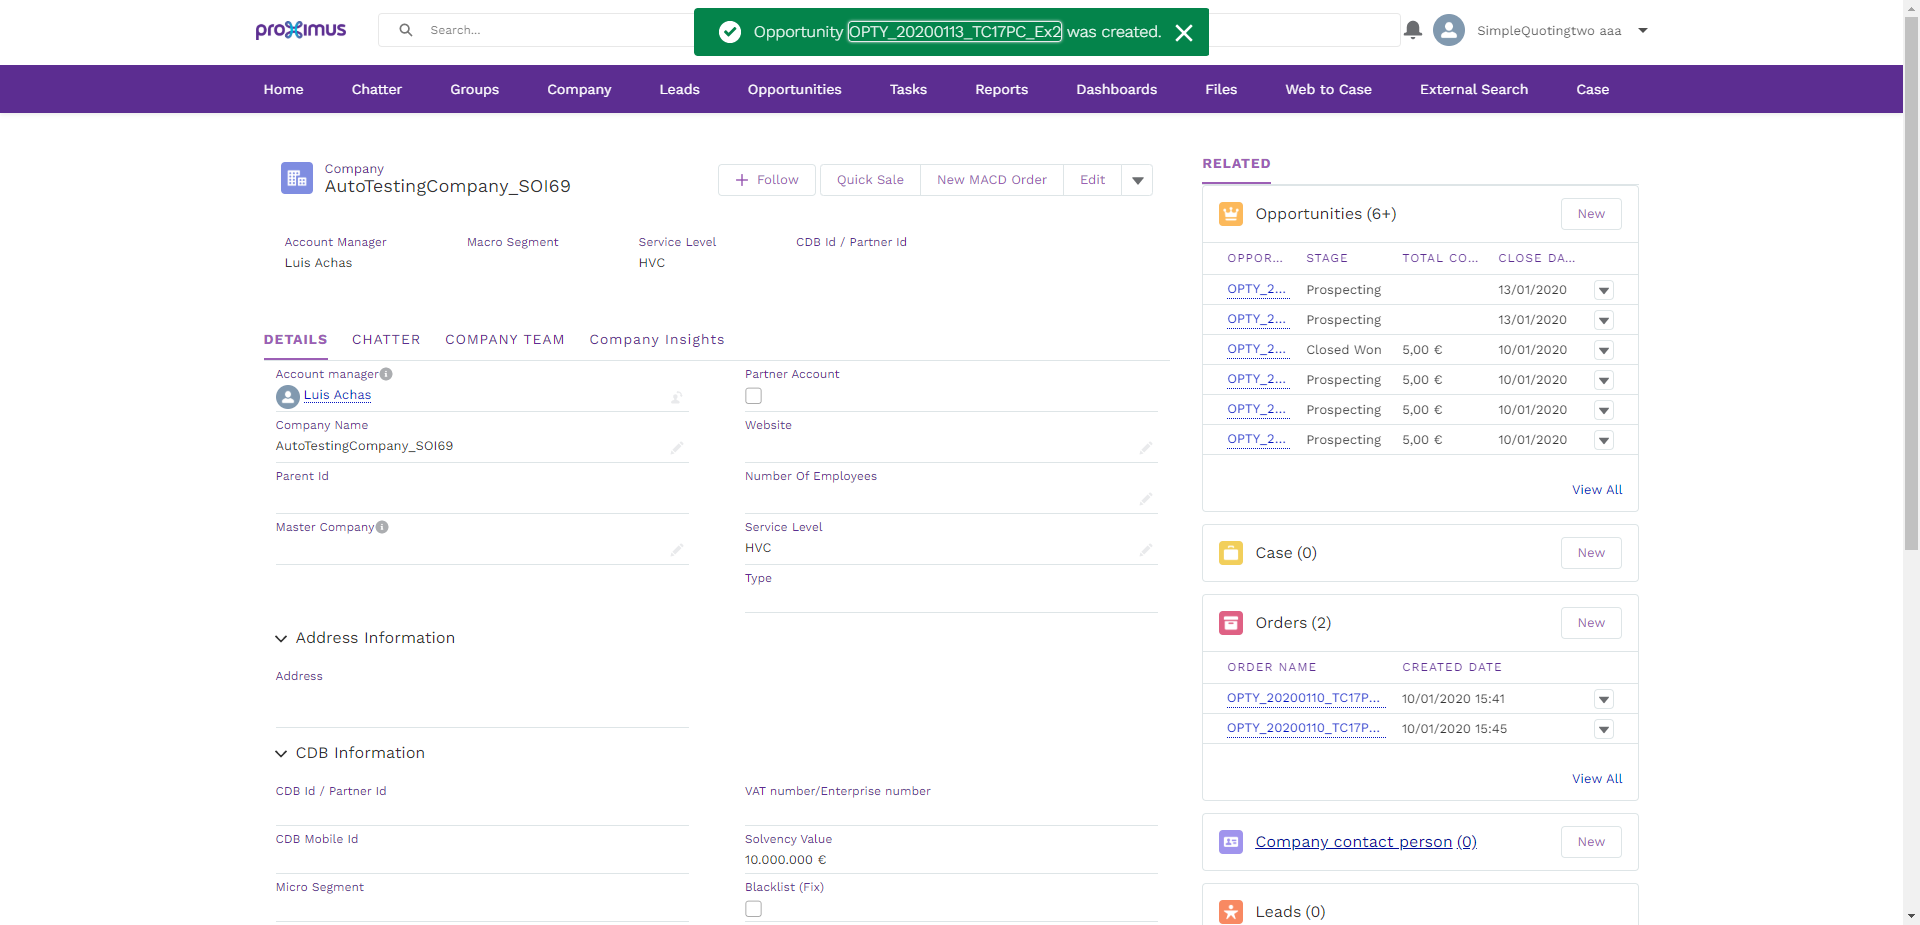 proximus
Search...
Opportunity OPTY_20200113_TC17PC_Ex2 was created.
SimpleQuotingtwo aaa
Home Chatter Groups Company Leads Opportunities Tasks Reports Dashboards Files Web to Case External Search Case
Company
AutoTestingCompany_SOI69
Follow Quick Sale New MACD Order Edit
Account Manager Macro Segment Service Level CDB Id / Partner Id
Luis Achas HVC
DETAILS CHATTER COMPANY TEAM Company Insights
Account manager Partner Account
Luis Achas
Company Name Website
AutoTestingCompany_SOI69
Parent Id Number Of Employees
Master Company Service Level
HVC
Type
Address Information
Address
CDB Information
CDB Id / Partner Id VAT number/Enterprise number
CDB Mobile Id Solvency Value
10.000.000 €
Micro Segment Blacklist (Fix)
RELATED
Opportunities (6+) New
OPPOR... STAGE TOTAL CO... CLOSE DA...
OPTY_2... Prospecting 13/01/2020
OPTY_2... Prospecting 13/01/2020
OPTY_2... Closed Won 5,00 € 10/01/2020
OPTY_2... Prospecting 5,00 € 10/01/2020
OPTY_2... Prospecting 5,00 € 10/01/2020
OPTY_2... Prospecting 5,00 € 10/01/2020
View All
Case (0) New
Orders (2) New
ORDER NAME CREATED DATE
OPTY_20200110_TC17P... 10/01/2020 15:41
OPTY_20200110_TC17P... 10/01/2020 15:45
View All
Company contact person (0) New
Leads (0)